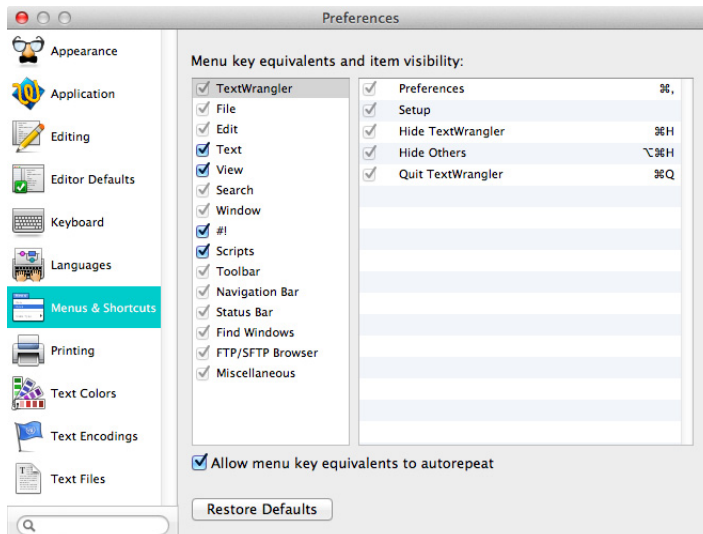 Preferences
Appearance
Application
Editing
Editor Defaults
Keyboard
Languages
Menus & Shortcuts
Printing
Text Colors
Text Encodings
Text Files
Menu key equivalents and item visibility:
TextWrangler
File
Edit
Text
View
Search
Window
#!
Scripts
Toolbar
Navigation Bar
Status Bar
Find Windows
FTP/SFTP Browser
Miscellaneous
Preferences ⌘,
Setup
Hide TextWrangler ⌘H
Hide Others ⌥⌘H
Quit TextWrangler ⌘Q
Allow menu key equivalents to autorepeat
Restore Defaults